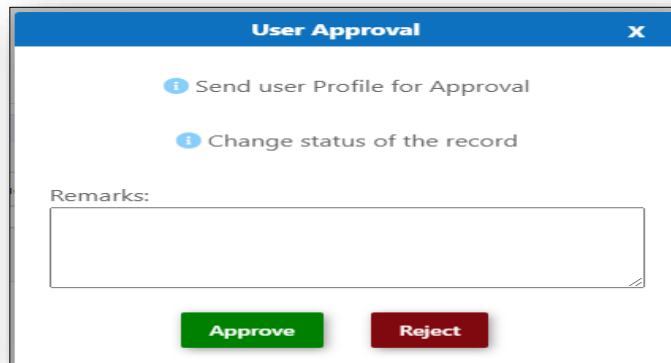 User Approval X
Send user Profile for Approval
Change status of the record
Remarks:
Approve Reject